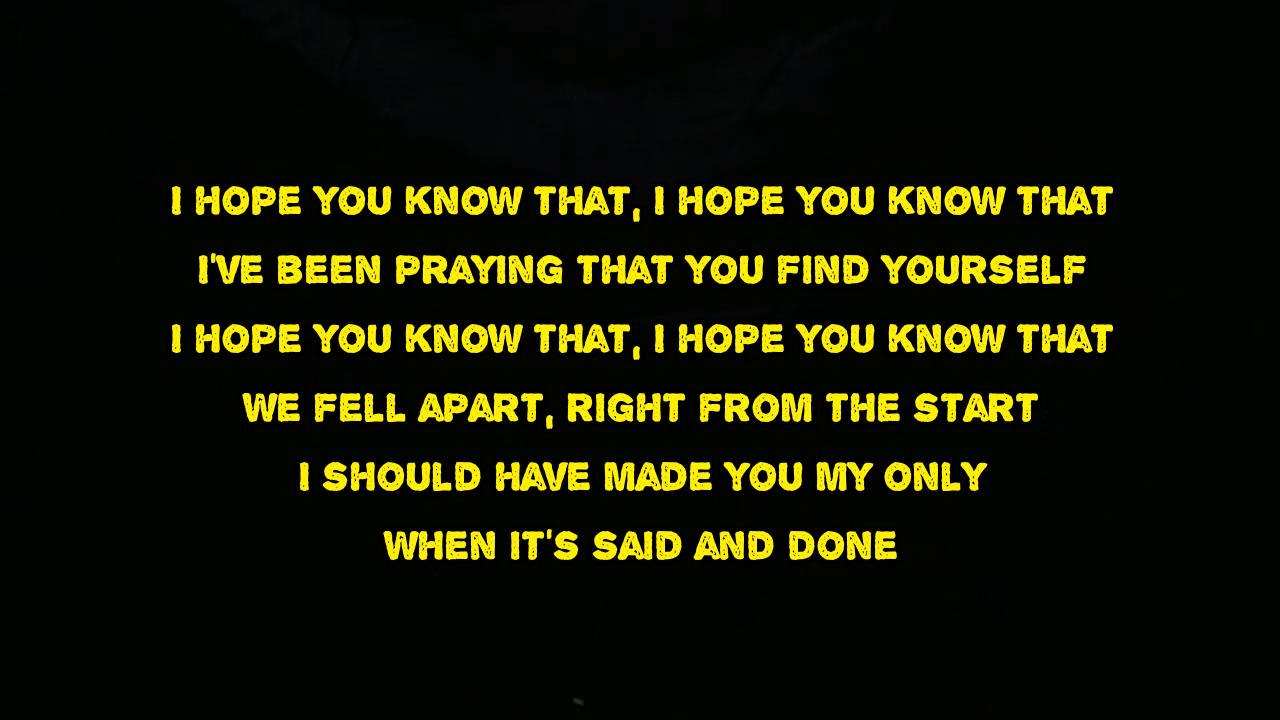 I HOPE YOU KNOW THAT, I HOPE YOU KNOW THAT
I'VE BEEN PRAYING THAT YOU FIND YOURSELF
I HOPE YOU KNOW THAT, I HOPE YOU KNOW THAT
WE FELL APART, RIGHT FROM THE START
I SHOULD HAVE MADE YOU MY ONLY
WHEN IT'S SAID AND DONE